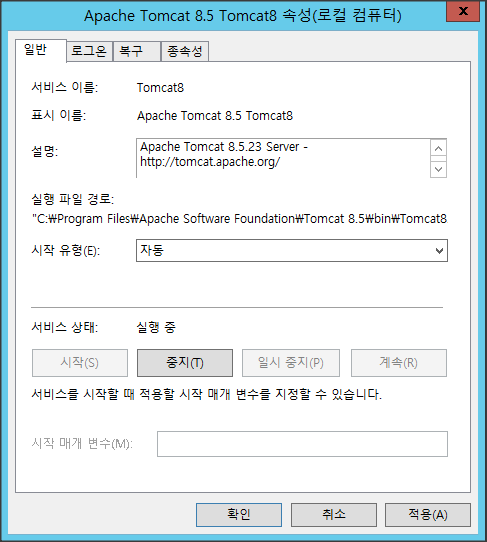 Apache Tomcat 8.5 Tomcat8 속성(로컬 컴퓨터)
x
일반 로그온 복구 종속성
서비스 이름: Tomcat8
표시 이름: Apache Tomcat 8.5 Tomcat8
설명: Apache Tomcat 8.5.23 Server -
http://tomcat.apache.org/
실행 파일 경로:
"C:₩Program Files₩Apache Software Foundation₩Tomcat 8.5₩bin₩Tomcat8
시작 유형(E): 자동
서비스 상태: 실행 중
시작(S) 중지(T) 일시 중지(P) 계속(R)
서비스를 시작할 때 적용할 시작 매개 변수를 지정할 수 있습니다.
시작 매개 변수(M):
확인 취소 적용(A)